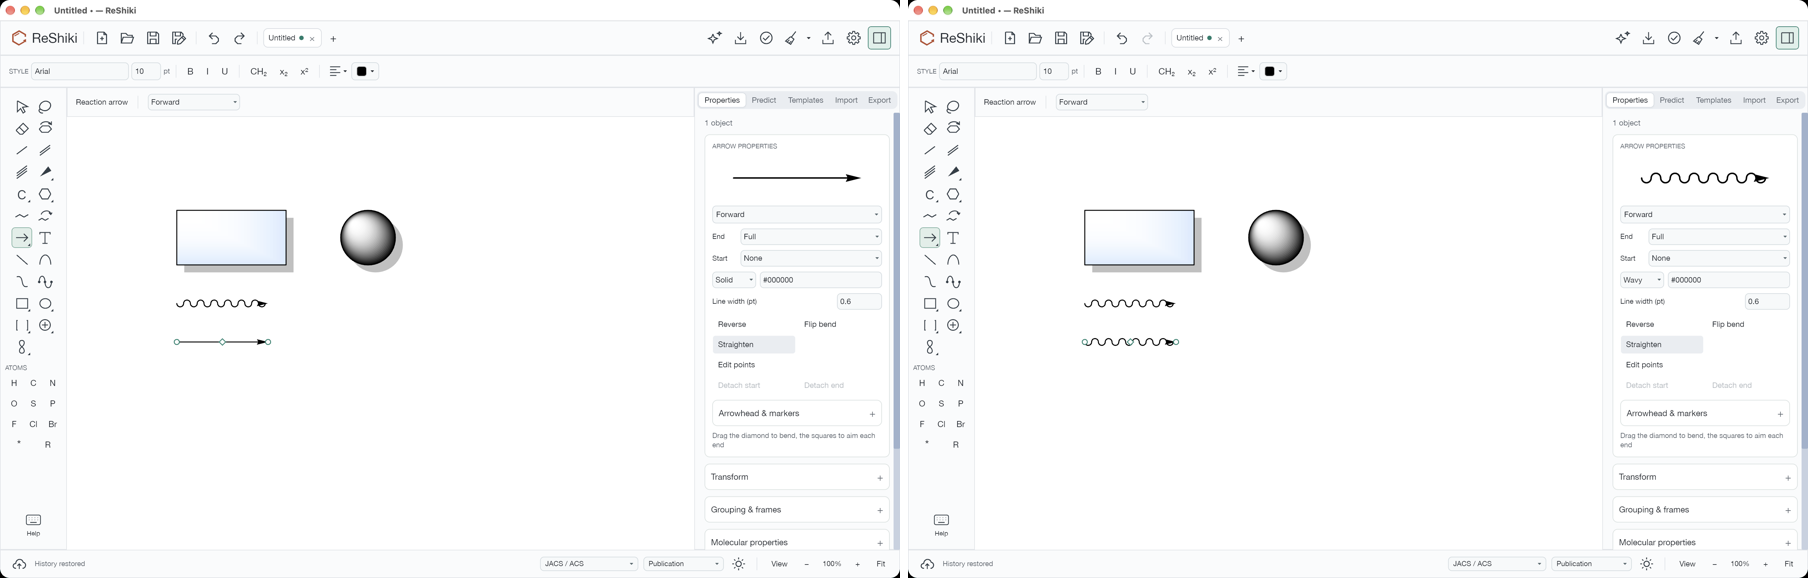 Untitled • — ReShiki
ReShiki
Untitled • ×
+
STYLE Arial 10 pt B I U CH₂ x₂ x²
Reaction arrow Forward
Properties Predict Templates Import Export
1 object
ARROW PROPERTIES
Forward
End Full
Start None
Solid #000000
Line width (pt) 0.6
Reverse Flip bend
Straighten
Edit points
Detach start Detach end
Arrowhead & markers +
Drag the diamond to bend, the squares to aim each
end
Transform +
Grouping & frames +
Molecular properties +
C
T
ATOMS
H C N
O S P
F Cl Br
* R
Help
History restored
JACS / ACS Publication View − 100% + Fit
Untitled • — ReShiki
ReShiki
Untitled • ×
+
STYLE Arial 10 pt B I U CH₂ x₂ x²
Reaction arrow Forward
Properties Predict Templates Import Export
1 object
ARROW PROPERTIES
Forward
End Full
Start None
Wavy #000000
Line width (pt) 0.6
Reverse Flip bend
Straighten
Edit points
Detach start Detach end
Arrowhead & markers +
Drag the diamond to bend, the squares to aim each
end
Transform +
Grouping & frames +
Molecular properties +
C
T
ATOMS
H C N
O S P
F Cl Br
* R
Help
History restored
JACS / ACS Publication View − 100% + Fit